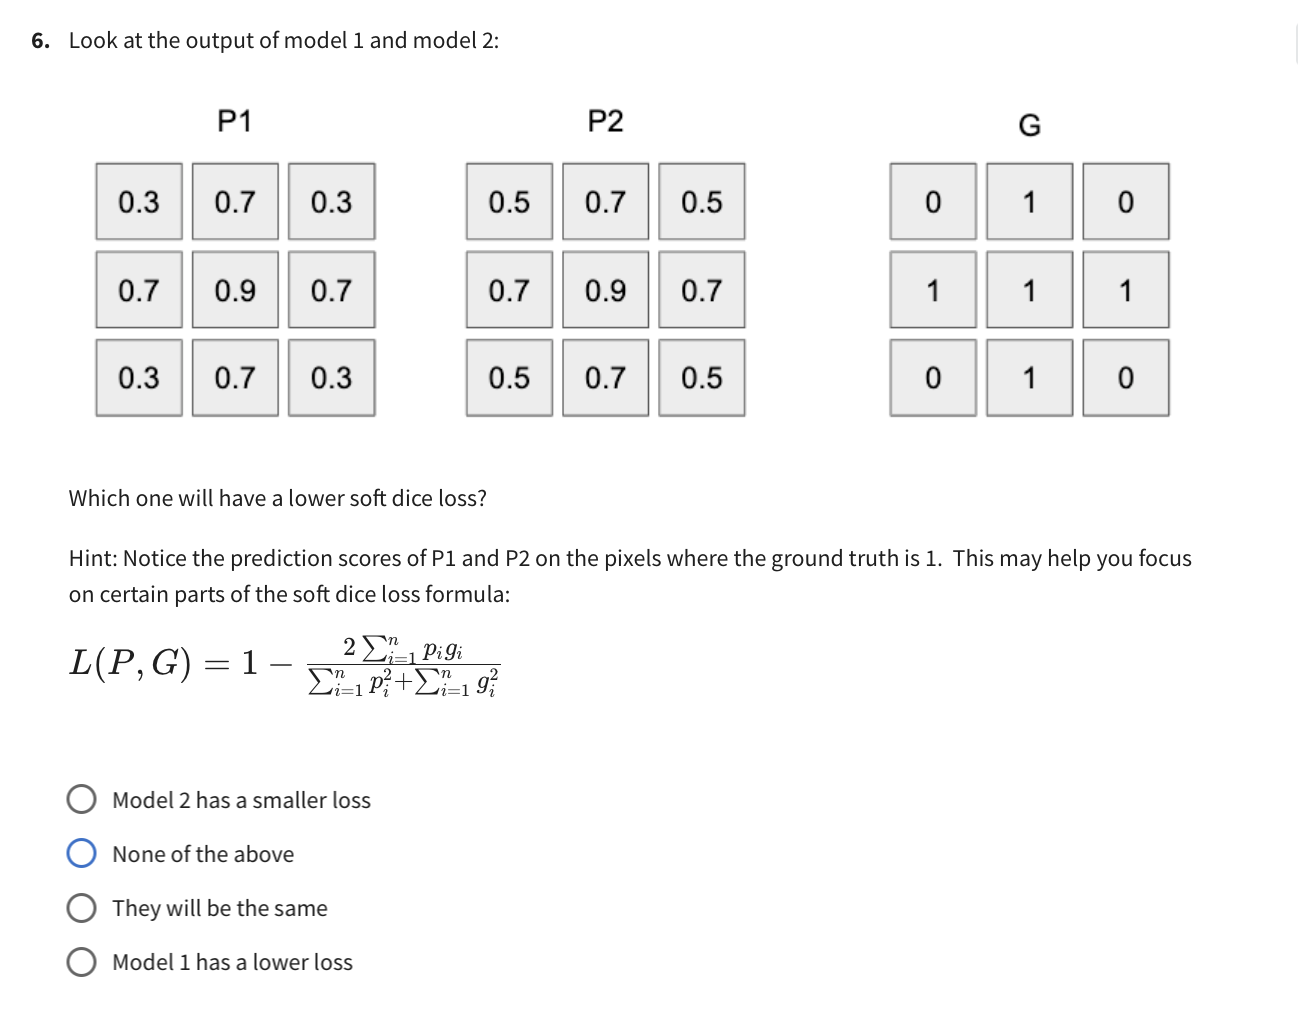 6. Look at the output of model 1 and model 2:
P1 P2 G
0.3 0.7 0.3 0.5 0.7 0.5 0 1 0
0.7 0.9 0.7 0.7 0.9 0.7 1 1 1
0.3 0.7 0.3 0.5 0.7 0.5 0 1 0
Which one will have a lower soft dice loss?
Hint: Notice the prediction scores of P1 and P2 on the pixels where the ground truth is 1. This may help you focus
on certain parts of the soft dice loss formula:
L(P, G) = 1 − \frac{2\sum_{i=1}^{n} p_i g_i}{\sum_{i=1}^{n} p_i^2 + \sum_{i=1}^{n} g_i^2}
Model 2 has a smaller loss
None of the above
They will be the same
Model 1 has a lower loss